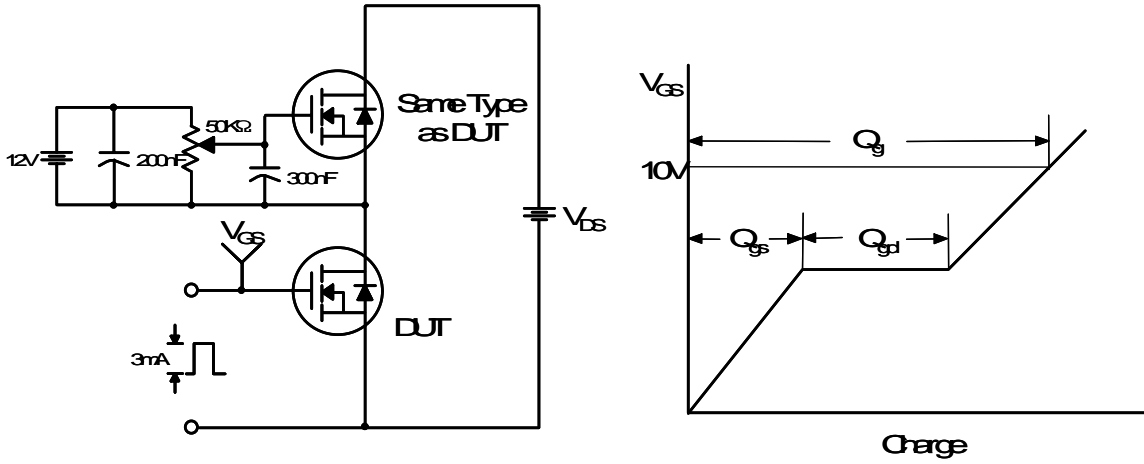 12V
200nF
50KΩ
300nF
Same Type
as DUT
VGS
DUT
3mA
VDS
VGS
10V
Qg
Qgs
Qgd
Charge